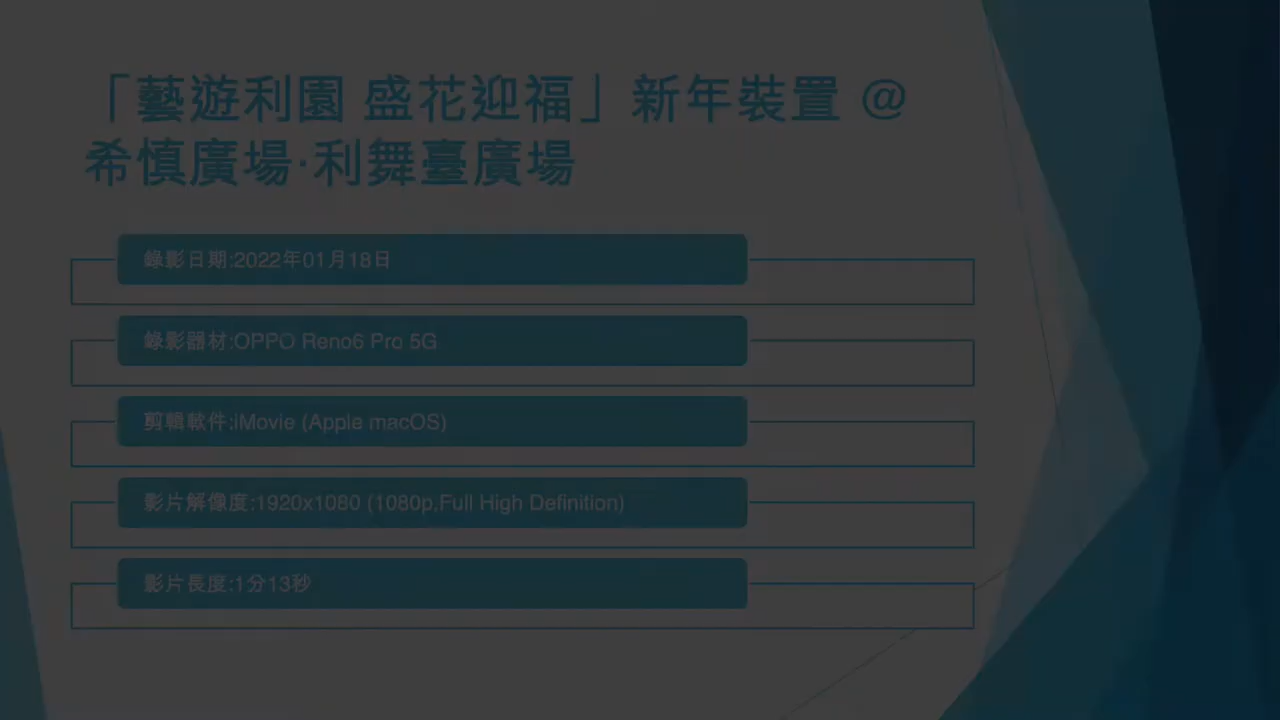 「藝遊利園 盛花迎福」新年裝置 @
希慎廣場·利舞臺廣場
錄影日期:2022年01月18日
錄影器材:OPPO Reno6 Pro 5G
剪輯軟件:iMovie (Apple macOS)
影片解像度:1920x1080 (1080p,Full High Definition)
影片長度:1分13秒